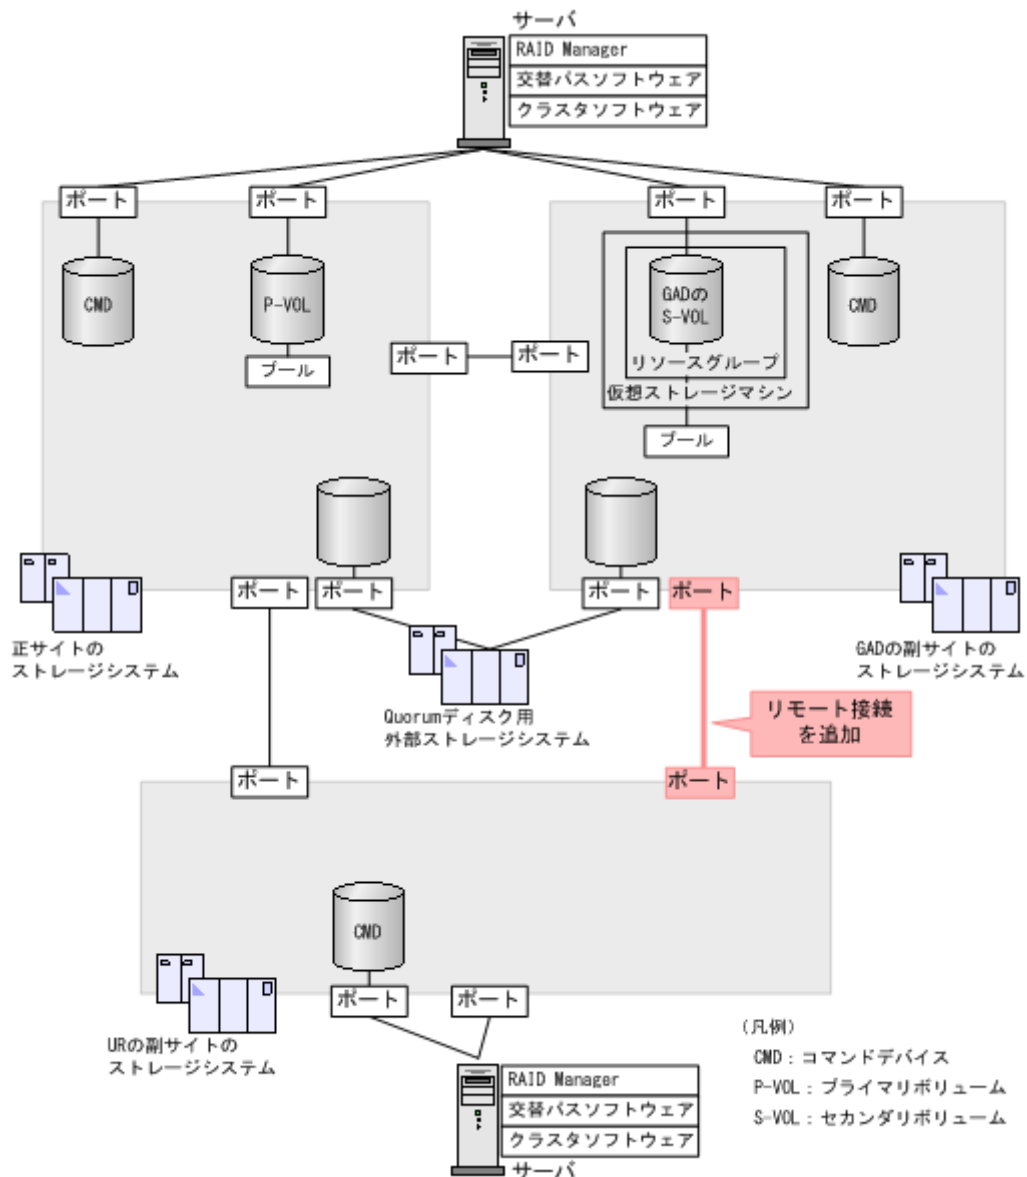 サーバ
RAID Manager
交替パスソフトウェア
クラスタソフトウェア
ポート
ポート
ポート
ポート
CMD
P-VOL
GADの
S-VOL
CMD
プール
ポート
ポート
リソースグループ
仮想ストレージマシン
プール
ポート
ポート
ポート
ポート
正サイトの
ストレージシステム
GADの副サイトの
ストレージシステム
Quorumディスク用
外部ストレージシステム
リモート接続
を追加
ポート
ポート
CMD
ポート
ポート
URの副サイトの
ストレージシステム
(凡例)
CMD：コマンドデバイス
P-VOL：プライマリボリューム
S-VOL：セカンダリボリューム
RAID Manager
交替パスソフトウェア
クラスタソフトウェア
サーバ